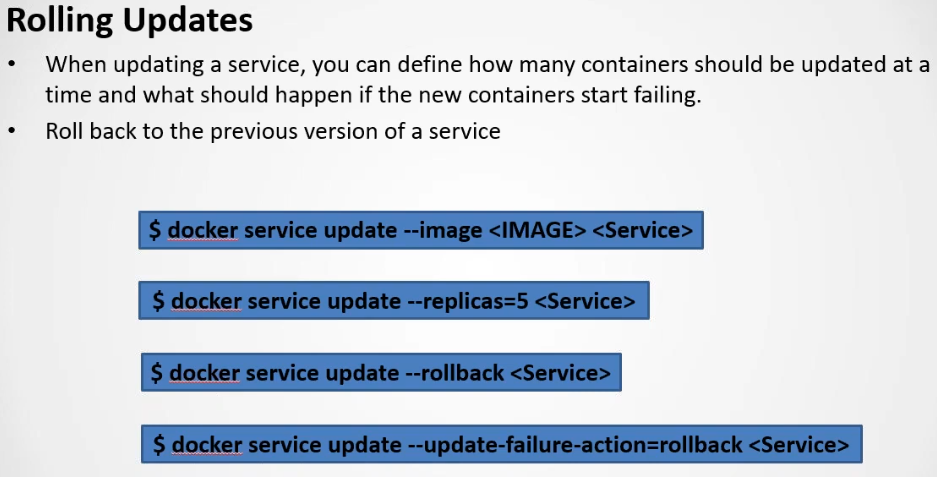 Rolling Updates
• When updating a service, you can define how many containers should be updated at a
time and what should happen if the new containers start failing.
• Roll back to the previous version of a service
$ docker service update --image <IMAGE> <Service>
$ docker service update --replicas=5 <Service>
$ docker service update --rollback <Service>
$ docker service update --update-failure-action=rollback <Service>